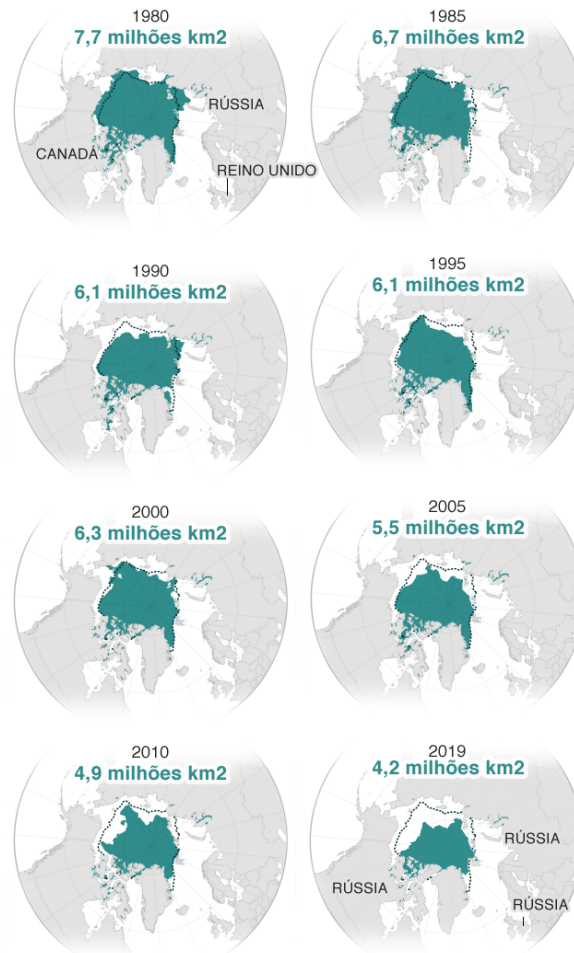 1980
7,7 milhões km2
RÚSSIA
CANADÁ
REINO UNIDO
1985
6,7 milhões km2
1990
6,1 milhões km2
1995
6,1 milhões km2
2000
6,3 milhões km2
2005
5,5 milhões km2
2010
4,9 milhões km2
2019
4,2 milhões km2
RÚSSIA
RÚSSIA
RÚSSIA